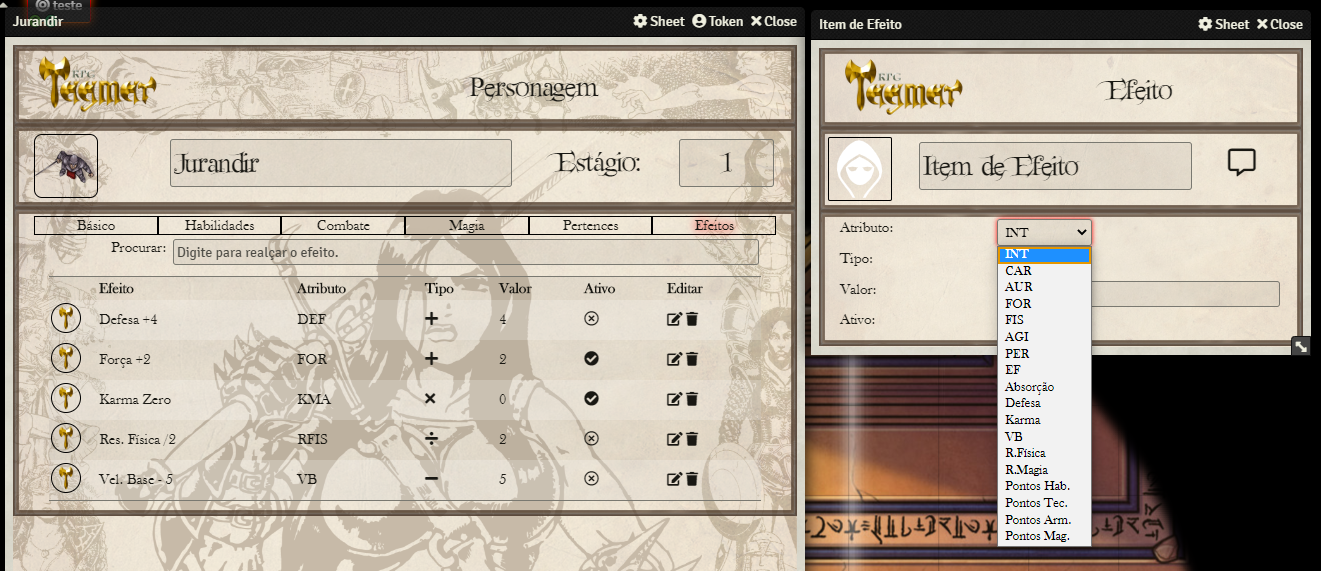 teste
Jurandir
Sheet Token Close
RPG
Tagmar
Personagem
Jurandir
Estágio:
1
Básico Habilidades Combate Magia Pertences Efeitos
Procurar: Digite para realçar o efeito.
Efeito Atributo Tipo Valor Ativo Editar
Defesa +4 DEF + 4
Força +2 FOR + 2
Karma Zero KMA × 0
Res. Física /2 RFIS ÷ 2
Vel. Base - 5 VB − 5
Item de Efeito
Sheet Close
RPG
Tagmar
Efeito
Item de Efeito
Atributo: INT
Tipo:
Valor:
Ativo:
INT
CAR
AUR
FOR
FIS
AGI
PER
EF
Absorção
Defesa
Karma
VB
R.Física
R.Magia
Pontos Hab.
Pontos Tec.
Pontos Arm.
Pontos Mag.